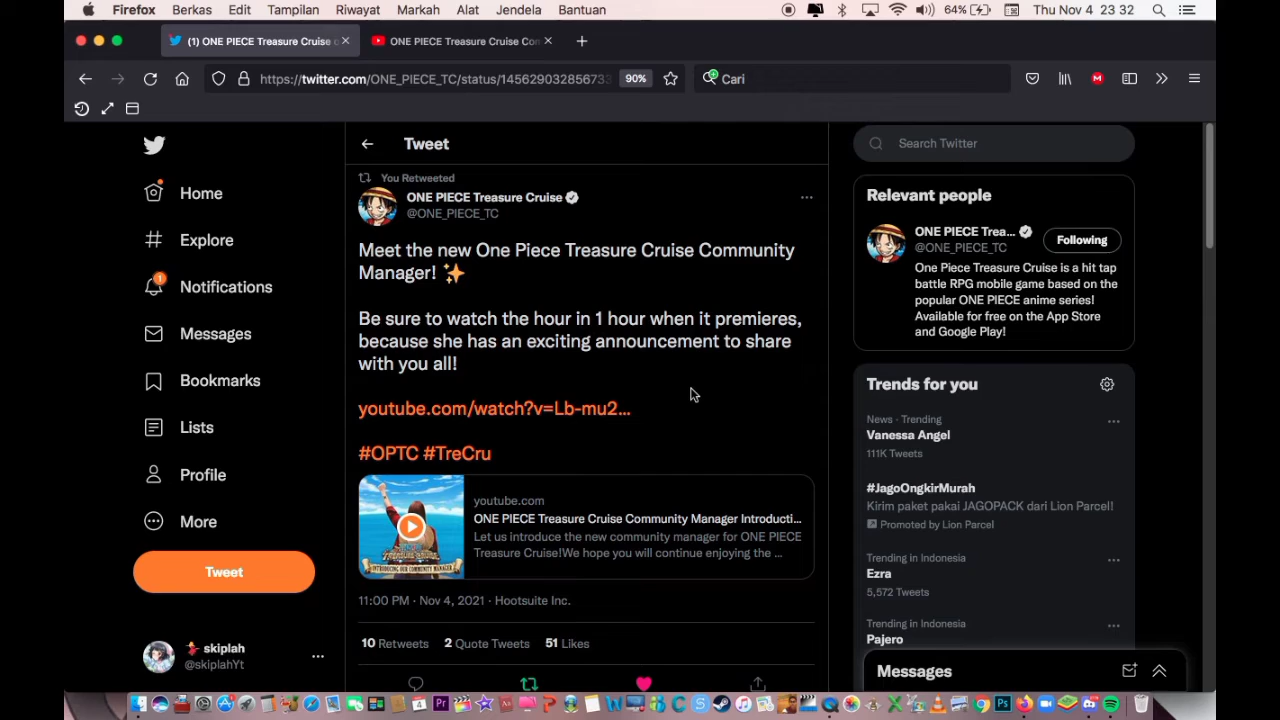 Firefox Berkas Edit Tampilan Riwayat Markah Alat Jendela Bantuan 64% Thu Nov 4 23 32
(1) ONE PIECE Treasure Cruise c
ONE PIECE Treasure Cruise Com
https://twitter.com/ONE_PIECE_TC/status/145629032856733
90%
Cari
Tweet
Search Twitter
Home
Explore
1
Notifications
Messages
Bookmarks
Lists
Profile
More
Tweet
skiplah
@skiplahYt
You Retweeted
ONE PIECE Treasure Cruise
@ONE_PIECE_TC
Meet the new One Piece Treasure Cruise Community
Manager! ✨
Be sure to watch the hour in 1 hour when it premieres,
because she has an exciting announcement to share
with you all!
youtube.com/watch?v=Lb-mu2...
#OPTC #TreCru
INTRODUCING OUR COMMUNITY MANAGER
youtube.com
ONE PIECE Treasure Cruise Community Manager Introducti...
Let us introduce the new community manager for ONE PIECE
Treasure Cruise!We hope you will continue enjoying the ...
11:00 PM · Nov 4, 2021 · Hootsuite Inc.
10 Retweets 2 Quote Tweets 51 Likes
Relevant people
ONE PIECE Trea...
@ONE_PIECE_TC
Following
One Piece Treasure Cruise is a hit tap
battle RPG mobile game based on the
popular ONE PIECE anime series!
Available for free on the App Store
and Google Play!
Trends for you
News · Trending
Vanessa Angel
111K Tweets
#JagoOngkirMurah
Kirim paket pakai JAGOPACK dari Lion Parcel!
Promoted by Lion Parcel
Trending in Indonesia
Ezra
5,572 Tweets
Trending in Indonesia
Pajero
Messages